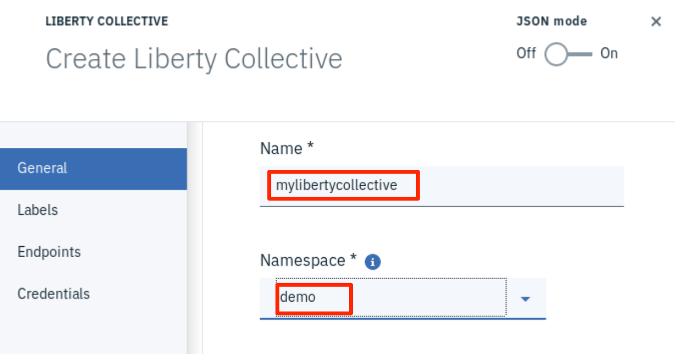 LIBERTY COLLECTIVE
JSON mode
Create Liberty Collective
Off On
General
Labels
Endpoints
Credentials
Name *
mylibertycollective
Namespace *
demo